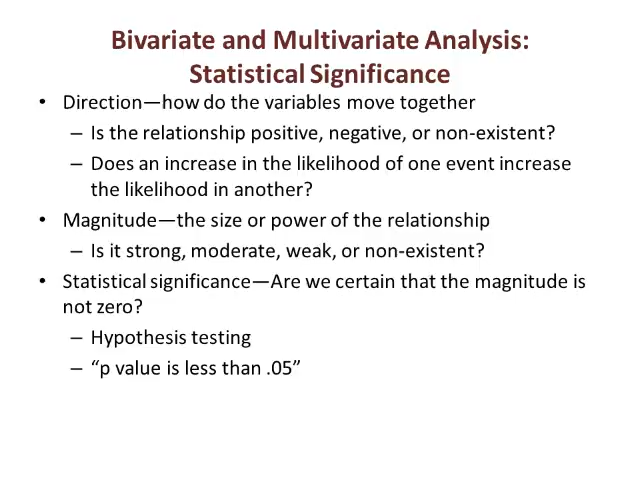 Bivariate and Multivariate Analysis:
Statistical Significance
• Direction—how do the variables move together
– Is the relationship positive, negative, or non-existent?
– Does an increase in the likelihood of one event increase
the likelihood in another?
• Magnitude—the size or power of the relationship
– Is it strong, moderate, weak, or non-existent?
• Statistical significance—Are we certain that the magnitude is
not zero?
– Hypothesis testing
– “p value is less than .05”